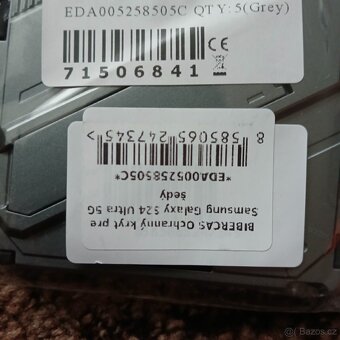 EDA005258505C QTY:5(Grey)
71506841
CE
BIBERCAS Ochranný kryt pre
Samsung Galaxy S24 Ultra 5G
šedý
*EDA005258505C*
8 585065 247345 >
Bazos.cz